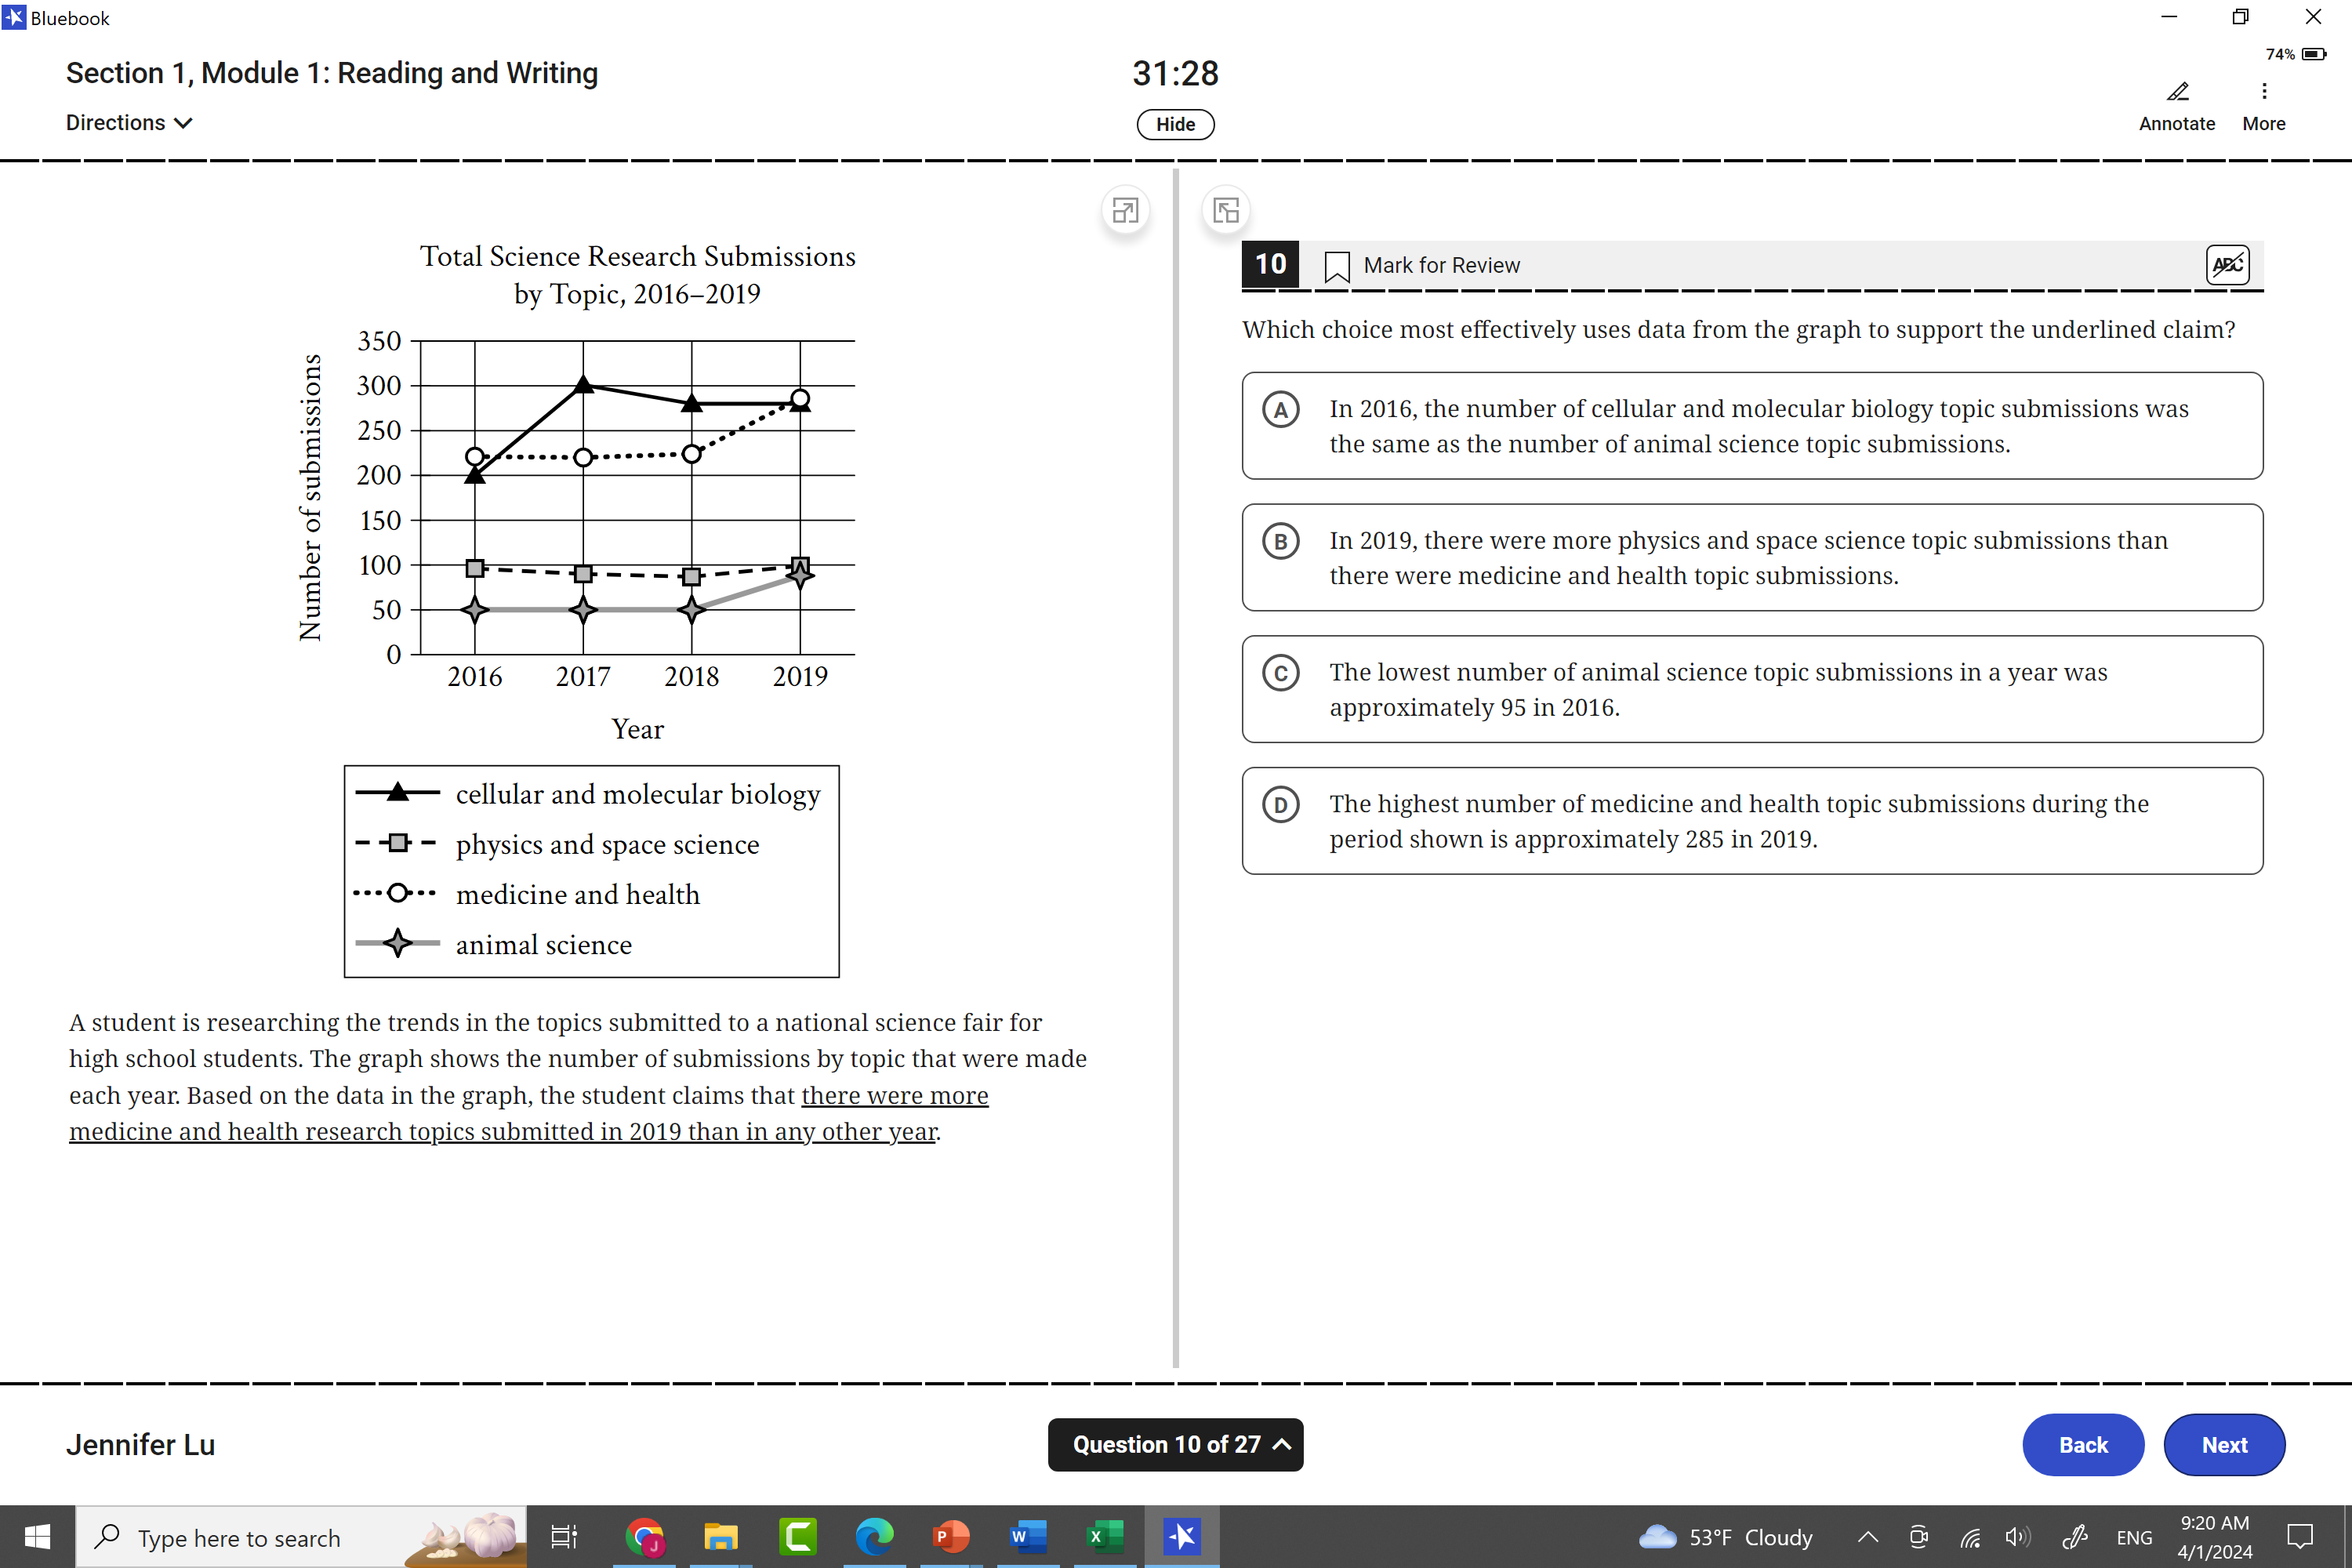 Bluebook
74%
Section 1, Module 1: Reading and Writing
31:28
Directions
Hide
Annotate
More
Total Science Research Submissions
by Topic, 2016–2019
Number of submissions
350
300
250
200
150
100
50
0
2016 2017 2018 2019
Year
cellular and molecular biology
physics and space science
medicine and health
animal science
A student is researching the trends in the topics submitted to a national science fair for
high school students. The graph shows the number of submissions by topic that were made
each year. Based on the data in the graph, the student claims that there were more
medicine and health research topics submitted in 2019 than in any other year.
10 Mark for Review ABC
Which choice most effectively uses data from the graph to support the underlined claim?
A In 2016, the number of cellular and molecular biology topic submissions was
the same as the number of animal science topic submissions.
B In 2019, there were more physics and space science topic submissions than
there were medicine and health topic submissions.
C The lowest number of animal science topic submissions in a year was
approximately 95 in 2016.
D The highest number of medicine and health topic submissions during the
period shown is approximately 285 in 2019.
Jennifer Lu
Question 10 of 27
Back
Next
Type here to search
J
P
W
X
53°F Cloudy
ENG
9:20 AM
4/1/2024